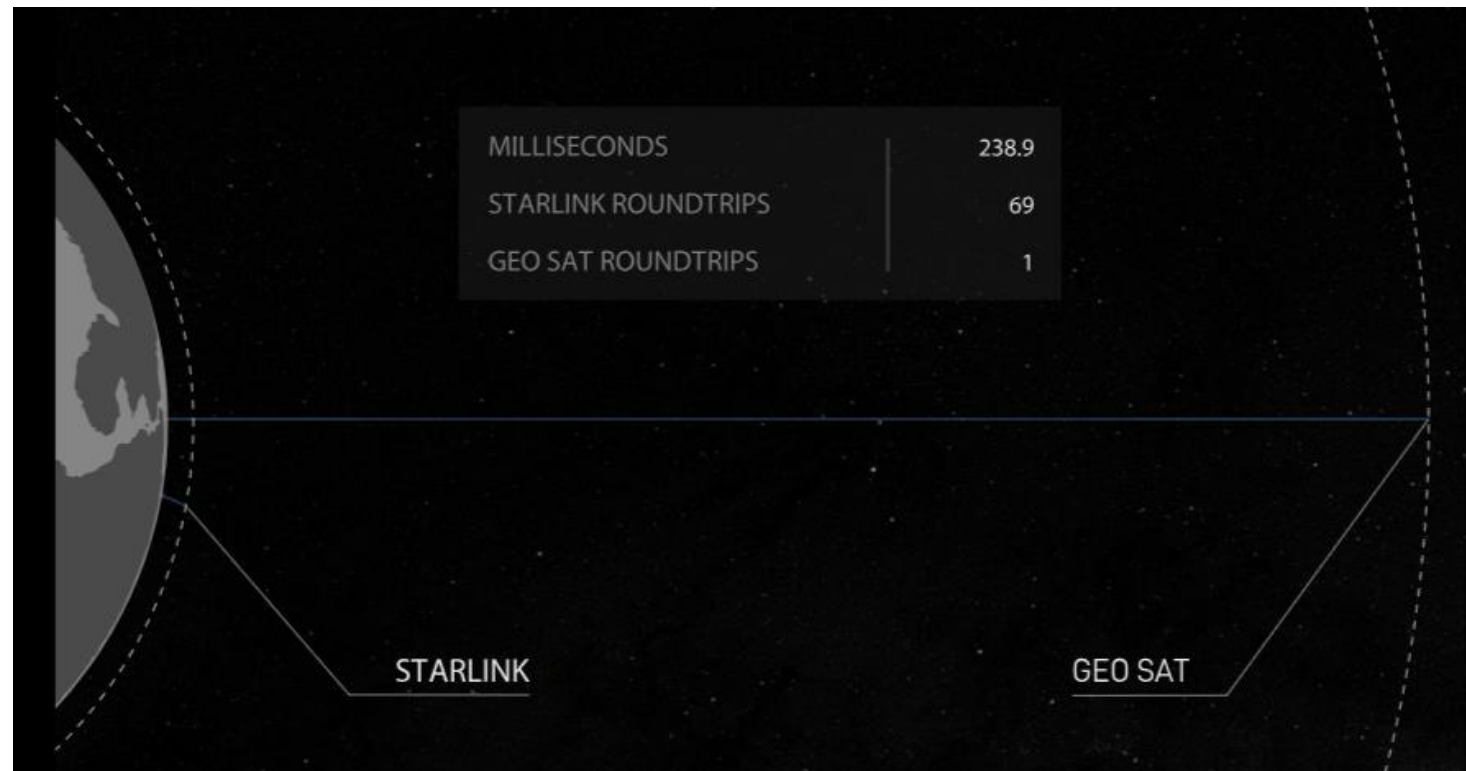 MILLISECONDS 238.9
STARLINK ROUNDTRIPS 69
GEO SAT ROUNDTRIPS 1
STARLINK
GEO SAT